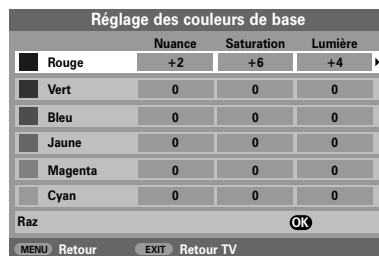 Réglage des couleurs de base
Nuance Saturation Lumière
Rouge +2 +6 +4
Vert 0 0 0
Bleu 0 0 0
Jaune 0 0 0
Magenta 0 0 0
Cyan 0 0 0
Raz OK
MENU Retour EXIT Retour TV